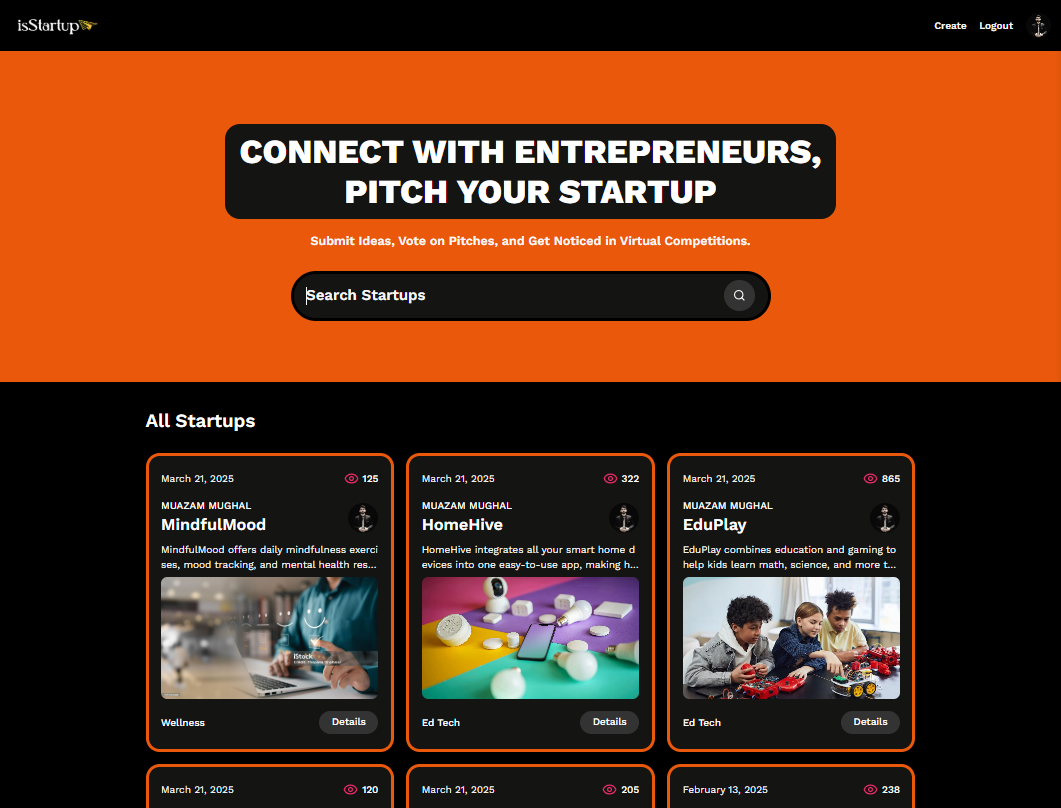 isStartup
Create Logout
CONNECT WITH ENTREPRENEURS,
PITCH YOUR STARTUP
Submit Ideas, Vote on Pitches, and Get Noticed in Virtual Competitions.
Search Startups
All Startups
March 21, 2025 125
MUAZAM MUGHAL
MindfulMood
MindfulMood offers daily mindfulness exerci
ses, mood tracking, and mental health res...
iStock
Wellness Details
March 21, 2025 322
MUAZAM MUGHAL
HomeHive
HomeHive integrates all your smart home d
evices into one easy-to-use app, making h...
Ed Tech Details
March 21, 2025 865
MUAZAM MUGHAL
EduPlay
EduPlay combines education and gaming to
help kids learn math, science, and more t...
Ed Tech Details
March 21, 2025 120
March 21, 2025 205
February 13, 2025 238